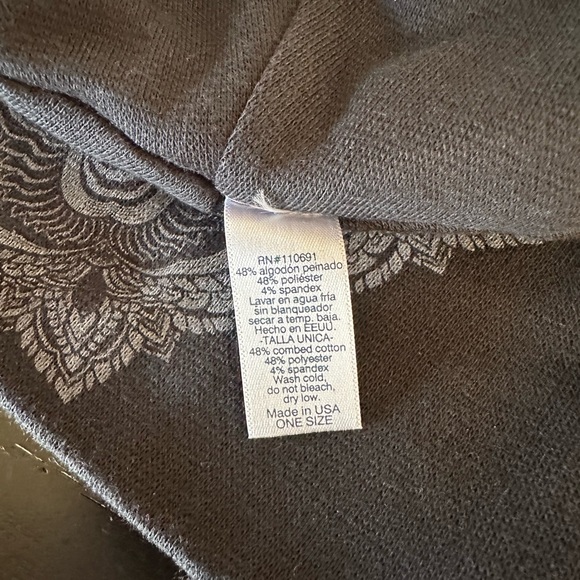 RN#110691
48% algodón peinado
48% poliéster
4% spandex
Lavar en agua fría
sin blanqueador
secar a temp. baja.
Hecho en EEUU.
-TALLA UNICA-
48% combed cotton
48% polyester
4% spandex
Wash cold,
do not bleach,
dry low.
Made in USA
ONE SIZE